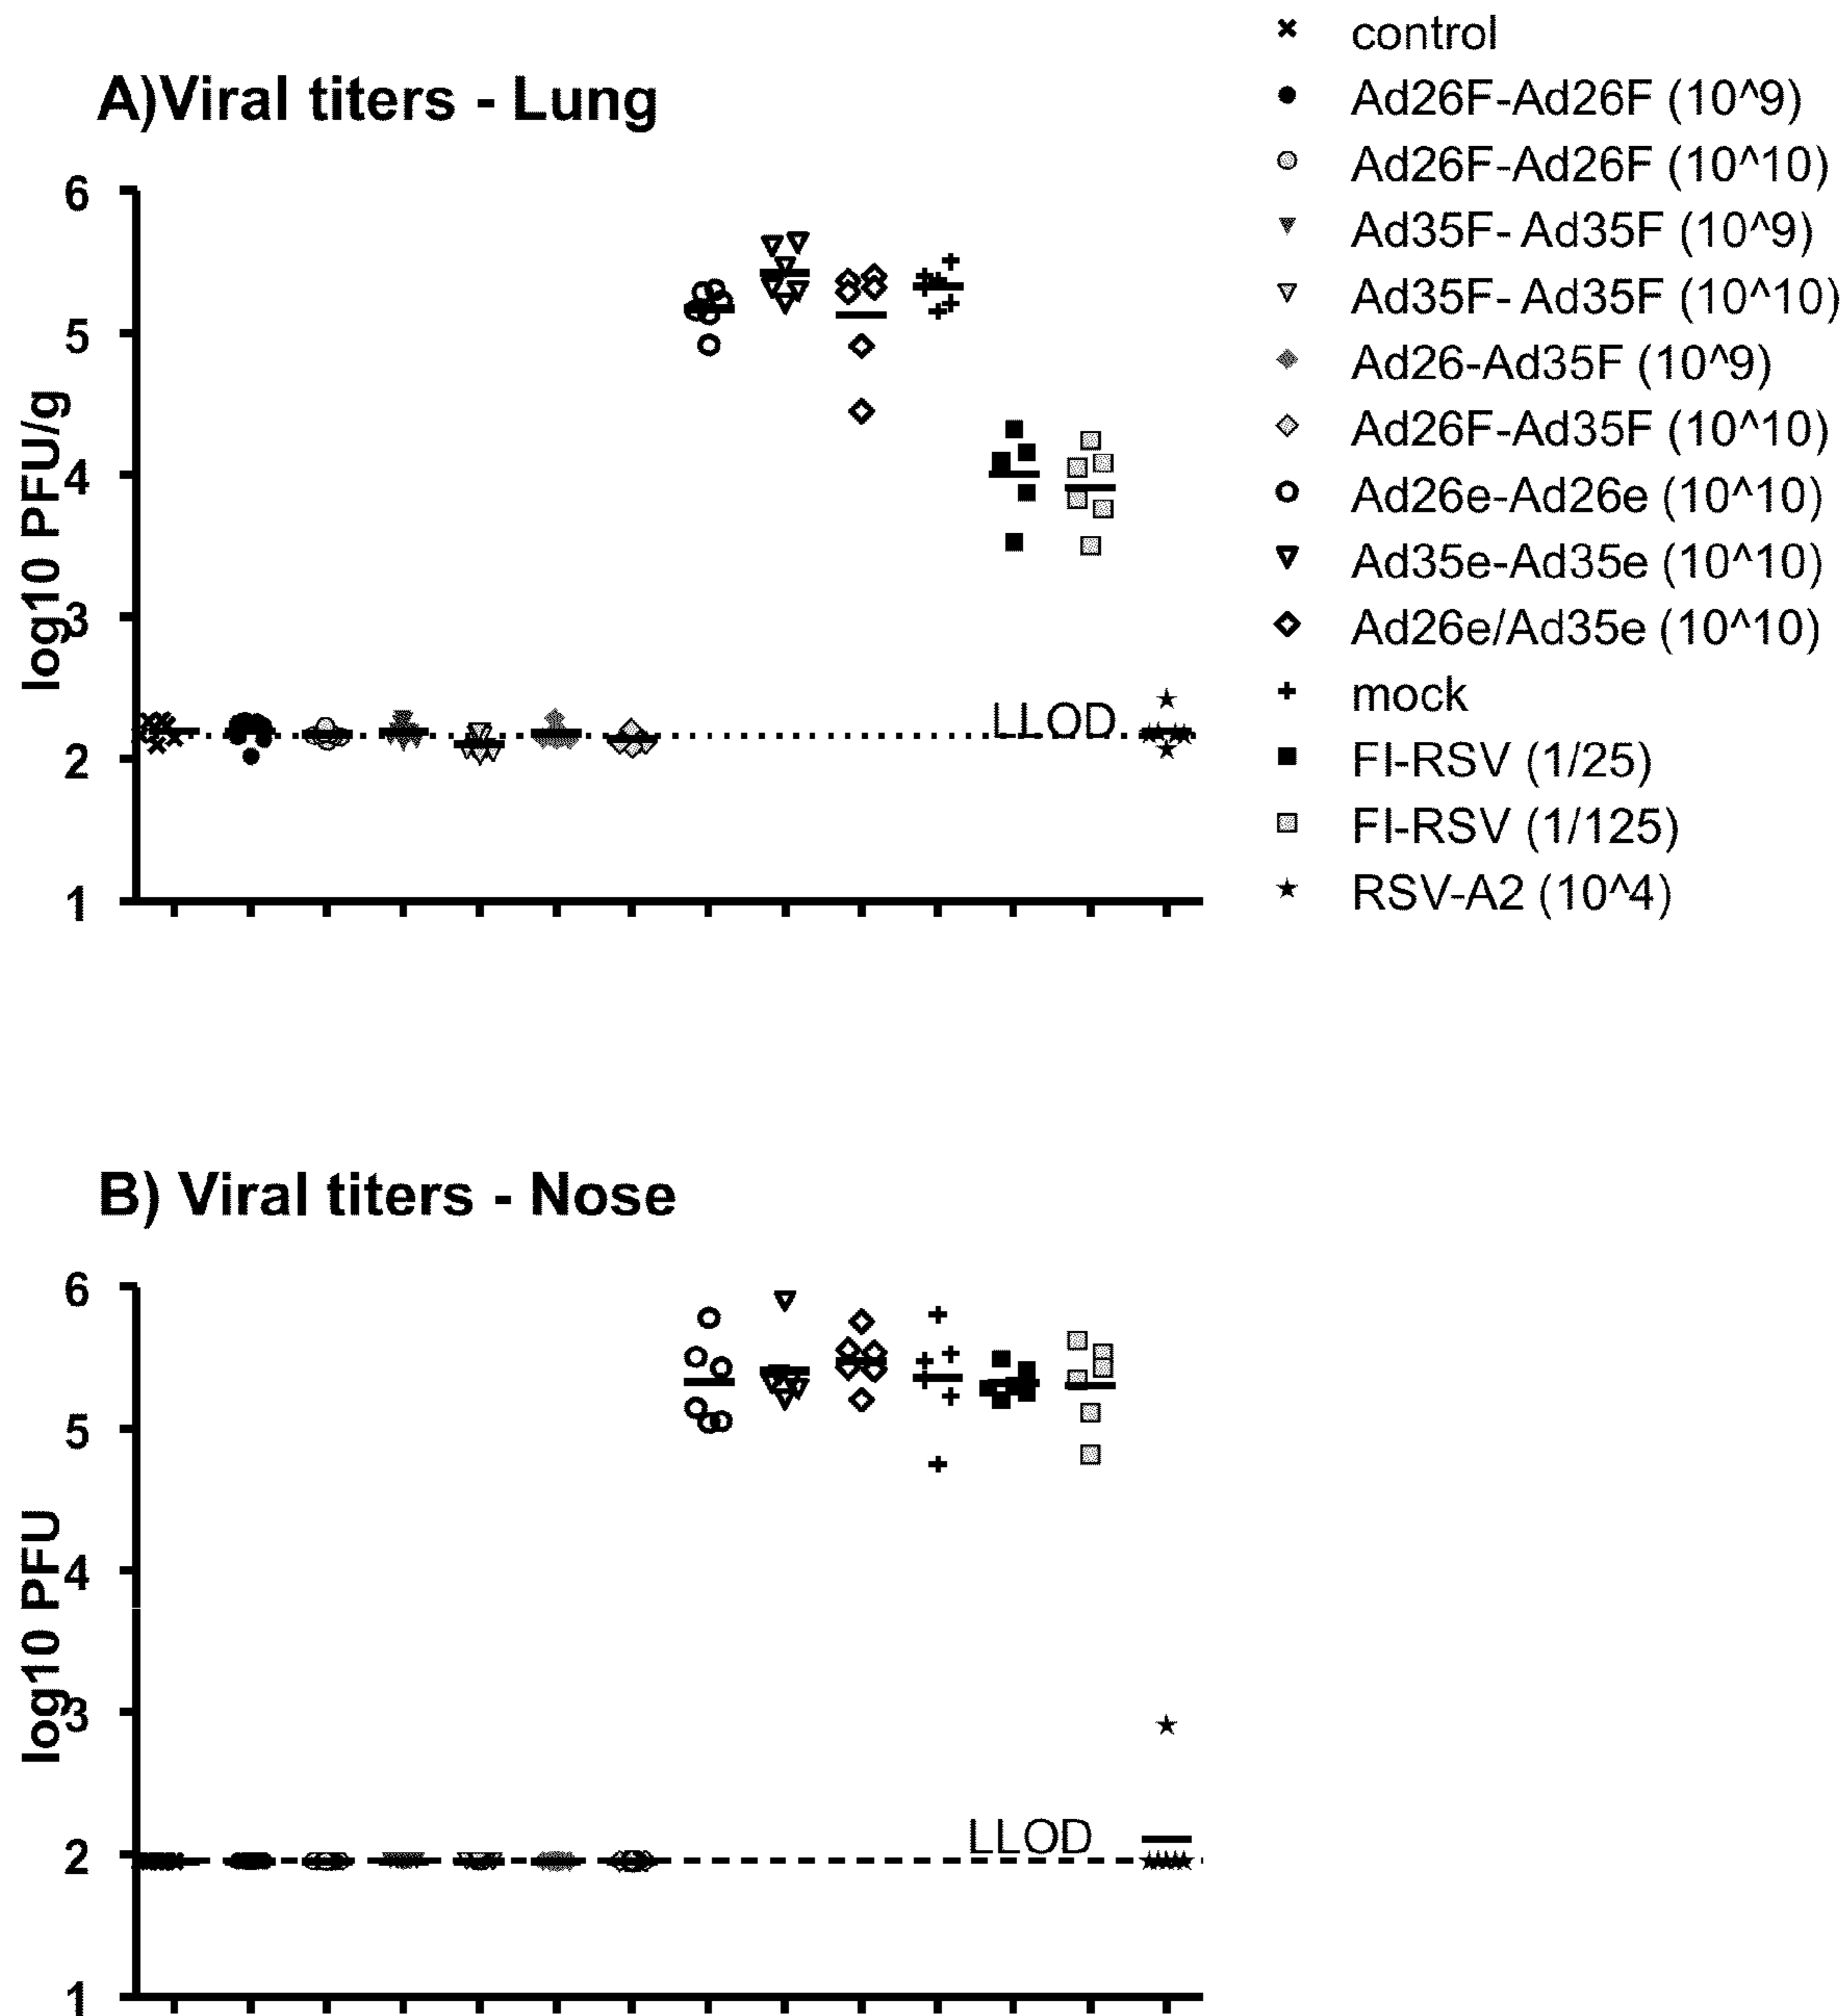 A)Viral titers - Lung
log10 PFU/g
6
5
4
3
2
1
LLOD
control
Ad26F-Ad26F (10^9)
Ad26F-Ad26F (10^10)
Ad35F- Ad35F (10^9)
Ad35F- Ad35F (10^10)
Ad26-Ad35F (10^9)
Ad26F-Ad35F (10^10)
Ad26e-Ad26e (10^10)
Ad35e-Ad35e (10^10)
Ad26e/Ad35e (10^10)
mock
FI-RSV (1/25)
FI-RSV (1/125)
RSV-A2 (10^4)
B) Viral titers - Nose
log10 PFU
6
5
4
3
2
1
LLOD